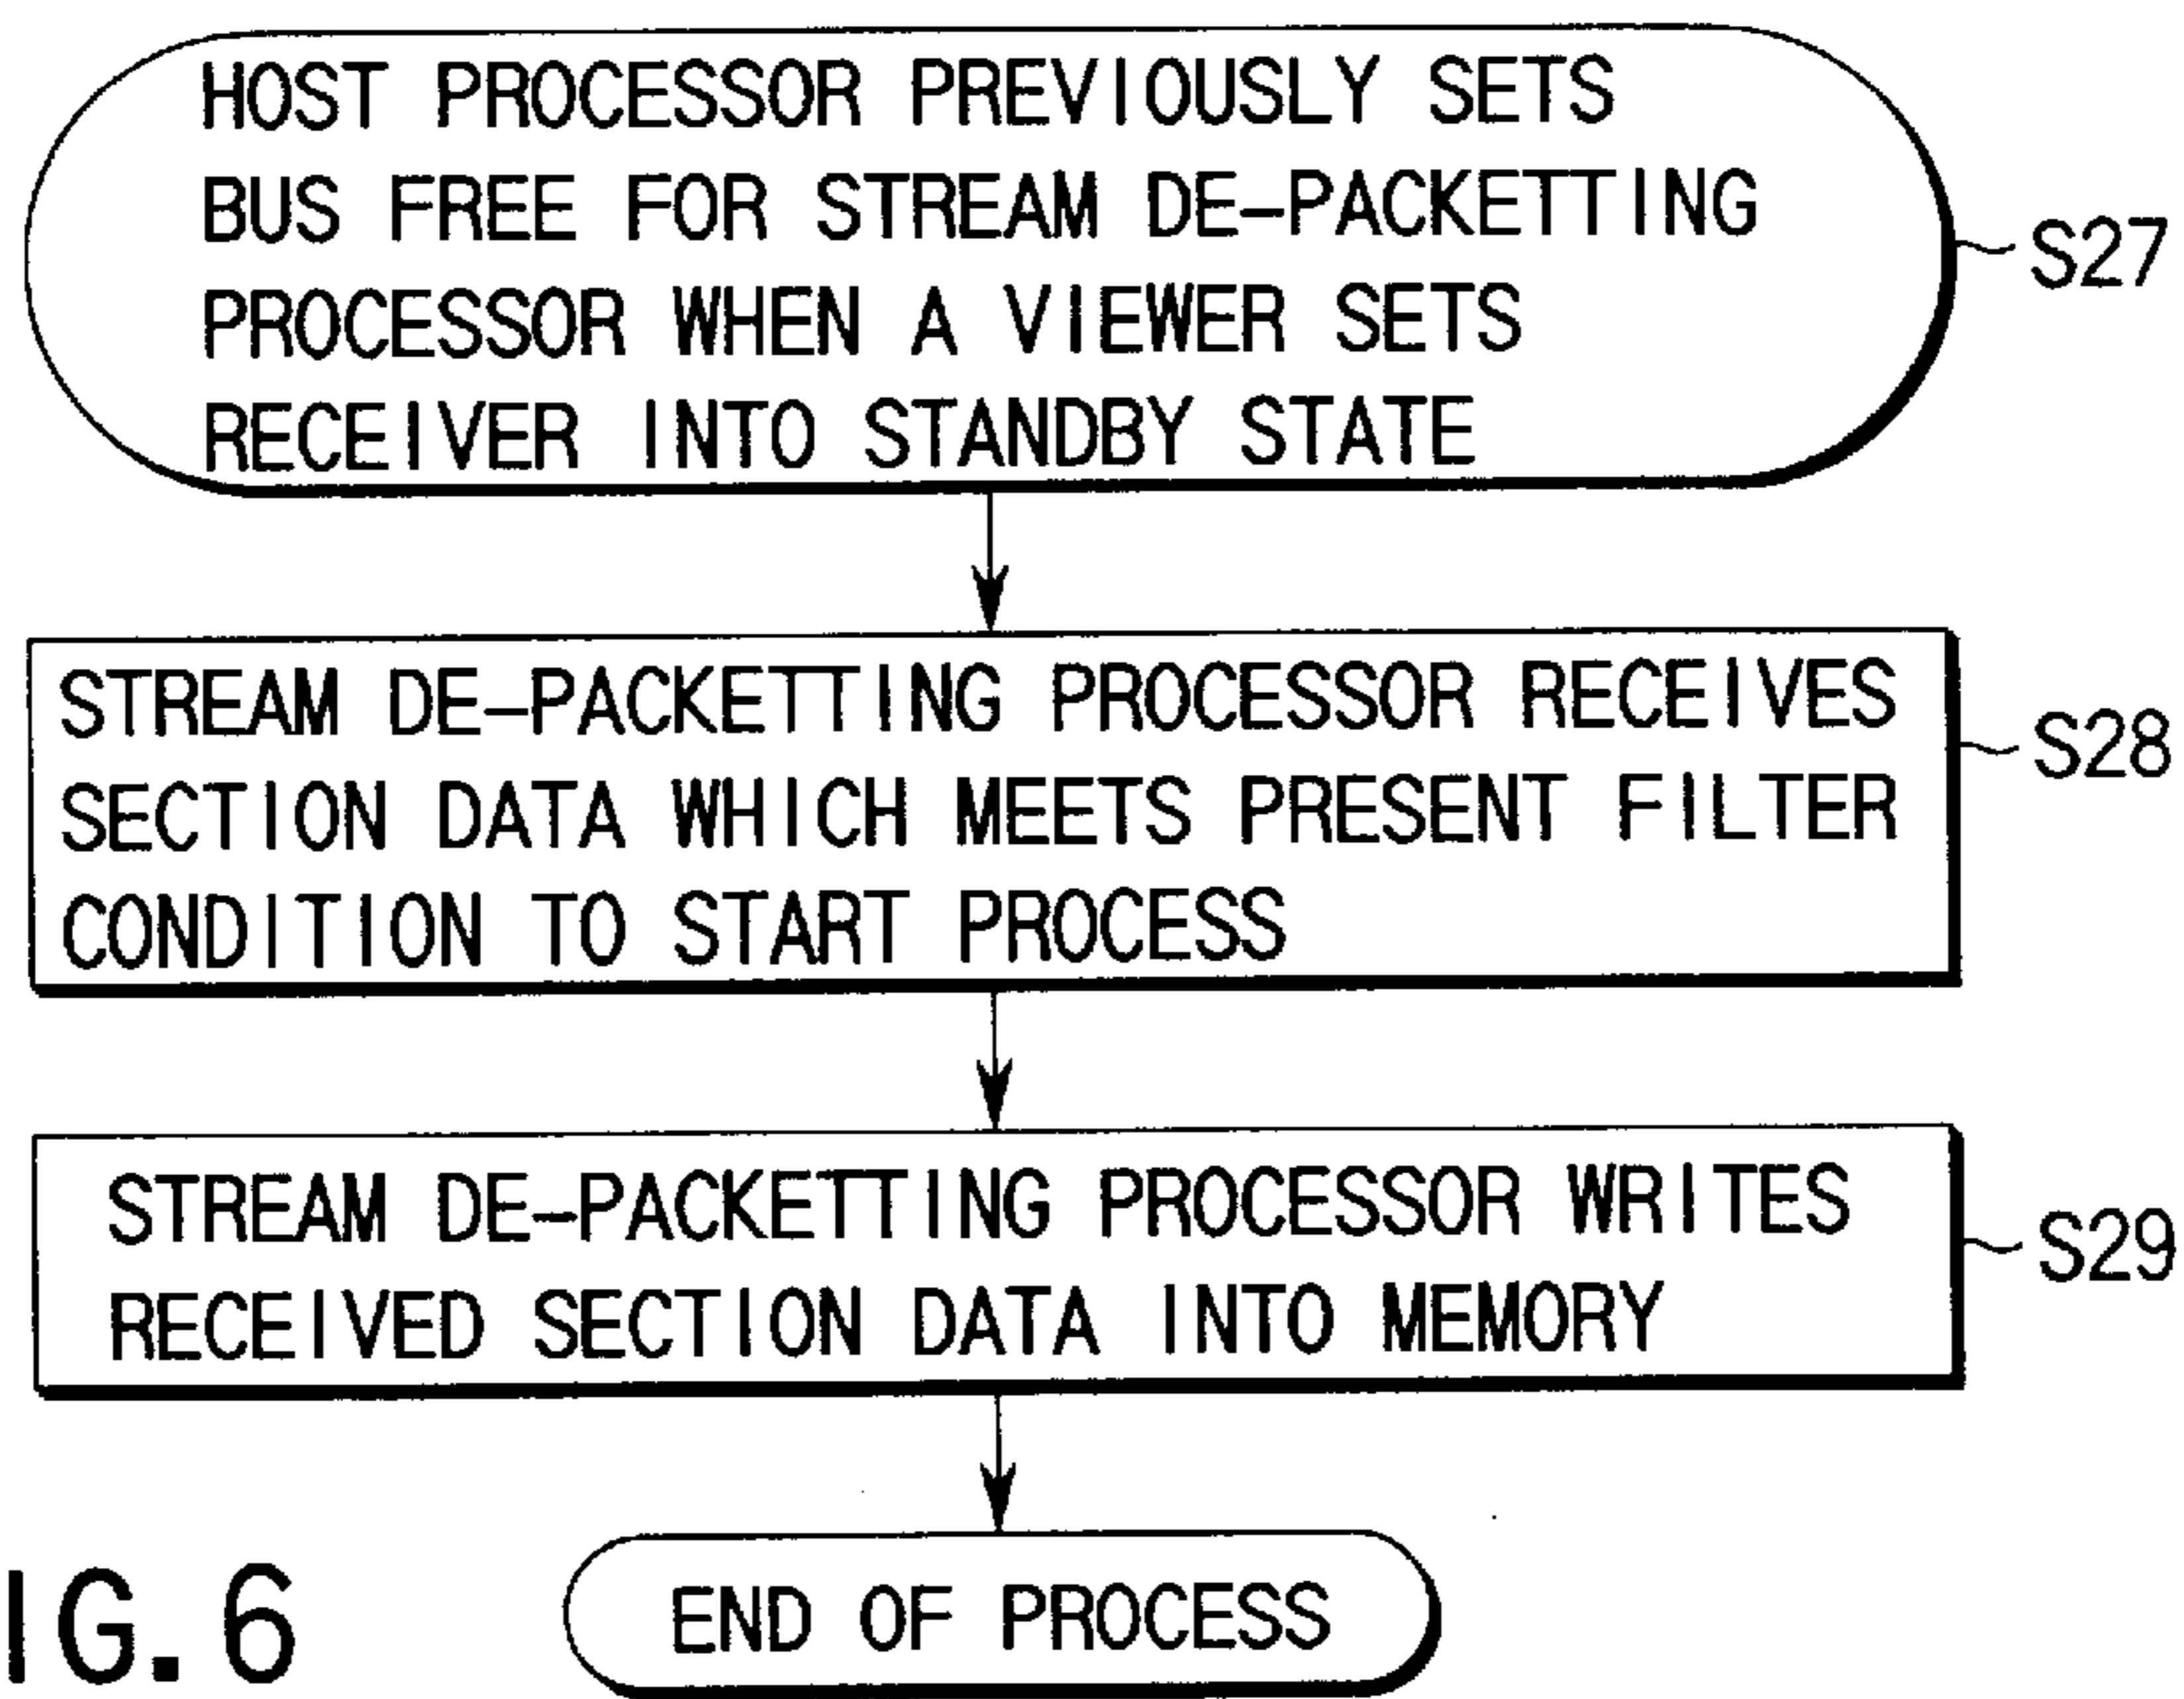 HOST PROCESSOR PREVIOUSLY SETS
BUS FREE FOR STREAM DE-PACKETTING
PROCESSOR WHEN A VIEWER SETS
RECEIVER INTO STANDBY STATE
S27
STREAM DE-PACKETTING PROCESSOR RECEIVES
SECTION DATA WHICH MEETS PRESENT FILTER
CONDITION TO START PROCESS
S28
STREAM DE-PACKETTING PROCESSOR WRITES
RECEIVED SECTION DATA INTO MEMORY
S29
END OF PROCESS
IG. 6